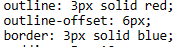 outline: 3px solid red;
outline-offset: 6px;
border: 3px solid blue;